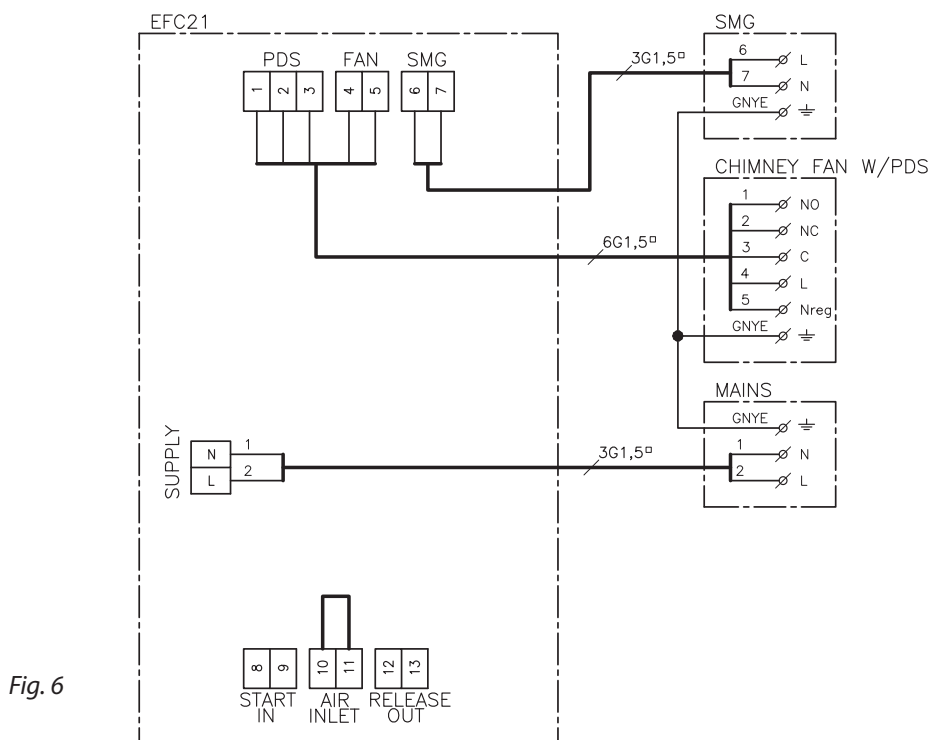 EFC21
PDS FAN SMG
1 2 3 4 5 6 7
3G1,5▫
SMG
6 L
7 N
GNYE
CHIMNEY FAN W/PDS
1 NO
2 NC
3 C
4 L
5 Nreg
GNYE
6G1,5▫
MAINS
GNYE
1 N
2 L
3G1,5▫
SUPPLY
N 1
L 2
8 9 10 11 12 13
START IN
AIR INLET
RELEASE OUT
Fig. 6